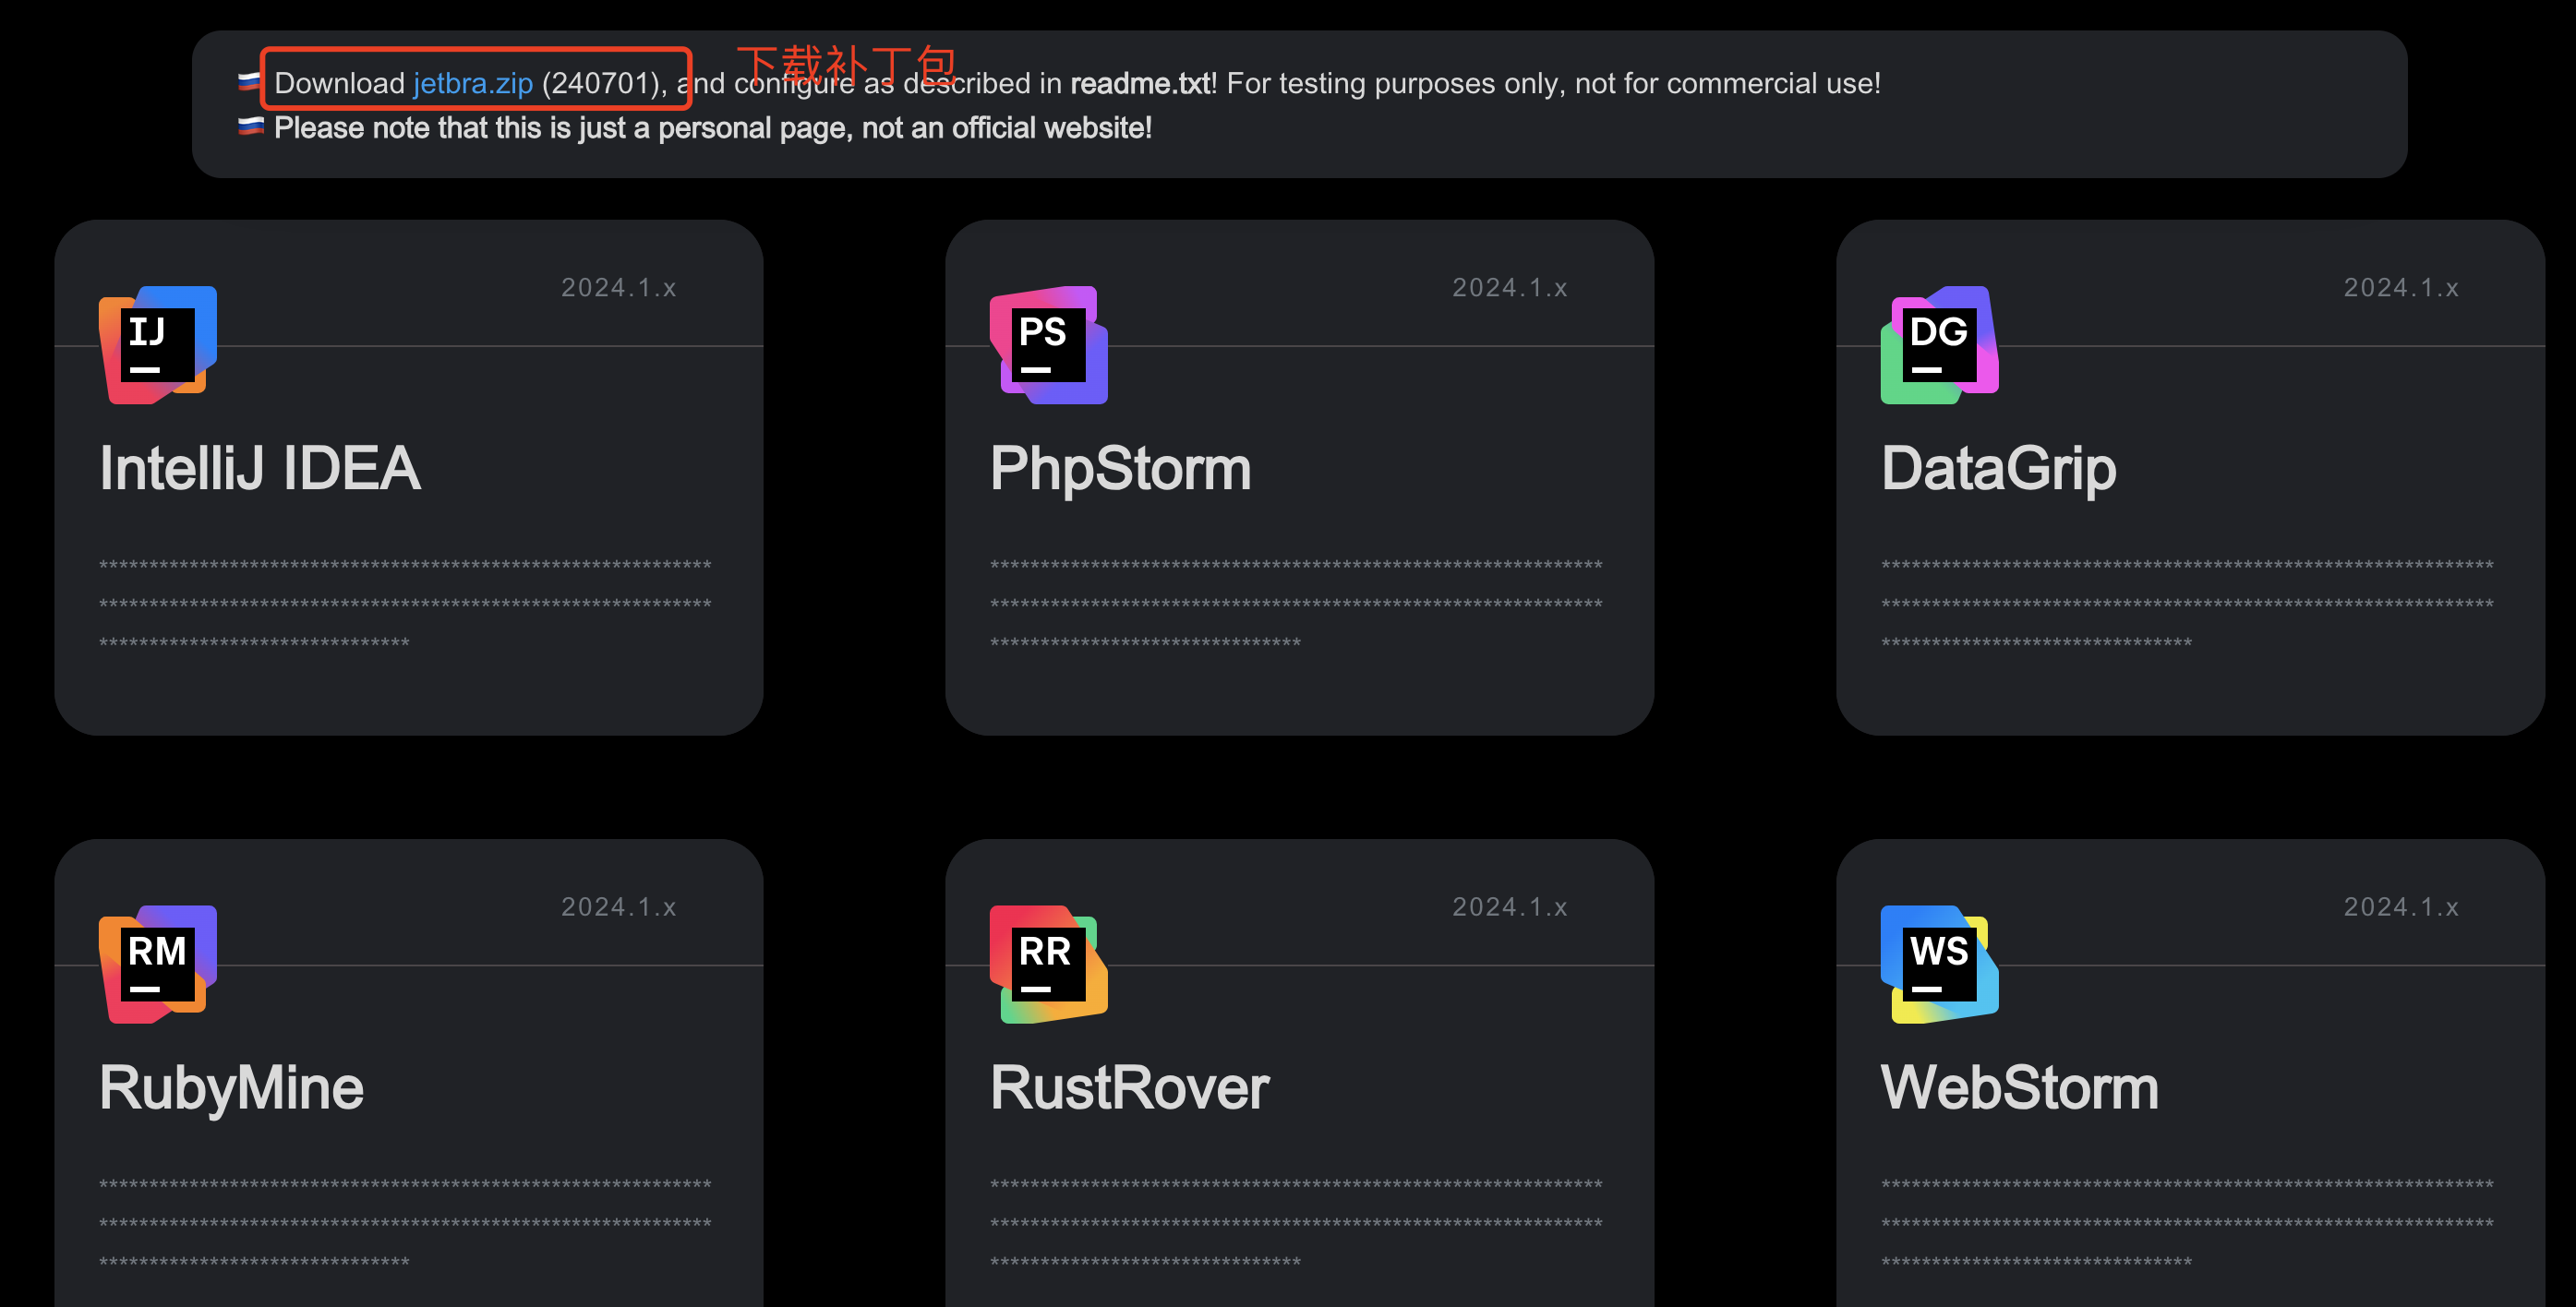 下载补丁包
Download jetbra.zip (240701), and configure as described in readme.txt! For testing purposes only, not for commercial use!
Please note that this is just a personal page, not an official website!
2024.1.x
IJ
IntelliJ IDEA
*************************************************************
*************************************************************
*******************************
2024.1.x
PS
PhpStorm
*************************************************************
*************************************************************
*******************************
2024.1.x
DG
DataGrip
*************************************************************
*************************************************************
*******************************
2024.1.x
RM
RubyMine
*************************************************************
*************************************************************
*******************************
2024.1.x
RR
RustRover
*************************************************************
*************************************************************
*******************************
2024.1.x
WS
WebStorm
*************************************************************
*************************************************************
*******************************